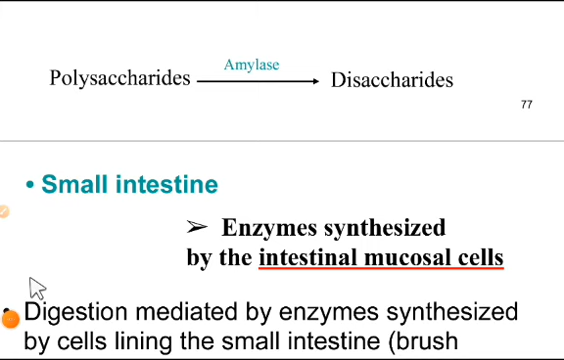 Amylase
Polysaccharides Disaccharides
77
• Small intestine
➢ Enzymes synthesized
by the intestinal mucosal cells
• Digestion mediated by enzymes synthesized
by cells lining the small intestine (brush